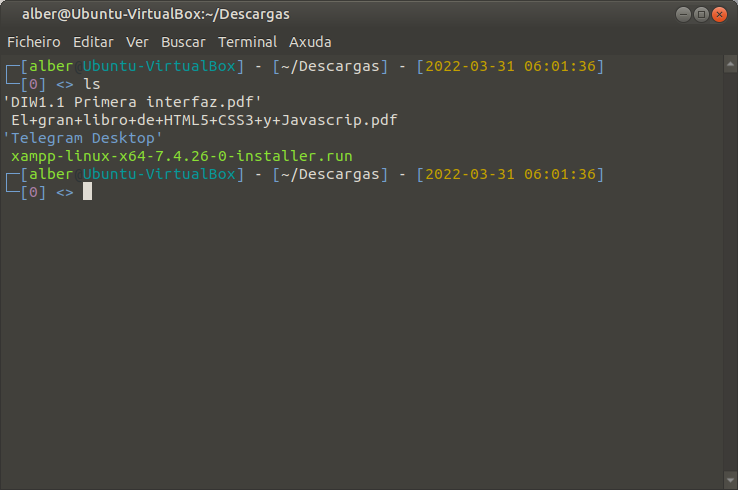 alber@Ubuntu-VirtualBox:~/Descargas
Ficheiro Editar Ver Buscar Terminal Axuda
┌─[alber@Ubuntu-VirtualBox] - [~/Descargas] - [2022-03-31 06:01:36]
└─[0] <> ls
'DIW1.1 Primera interfaz.pdf'
El+gran+libro+de+HTML5+CSS3+y+Javascrip.pdf
'Telegram Desktop'
xampp-linux-x64-7.4.26-0-installer.run
┌─[alber@Ubuntu-VirtualBox] - [~/Descargas] - [2022-03-31 06:01:36]
└─[0] <>